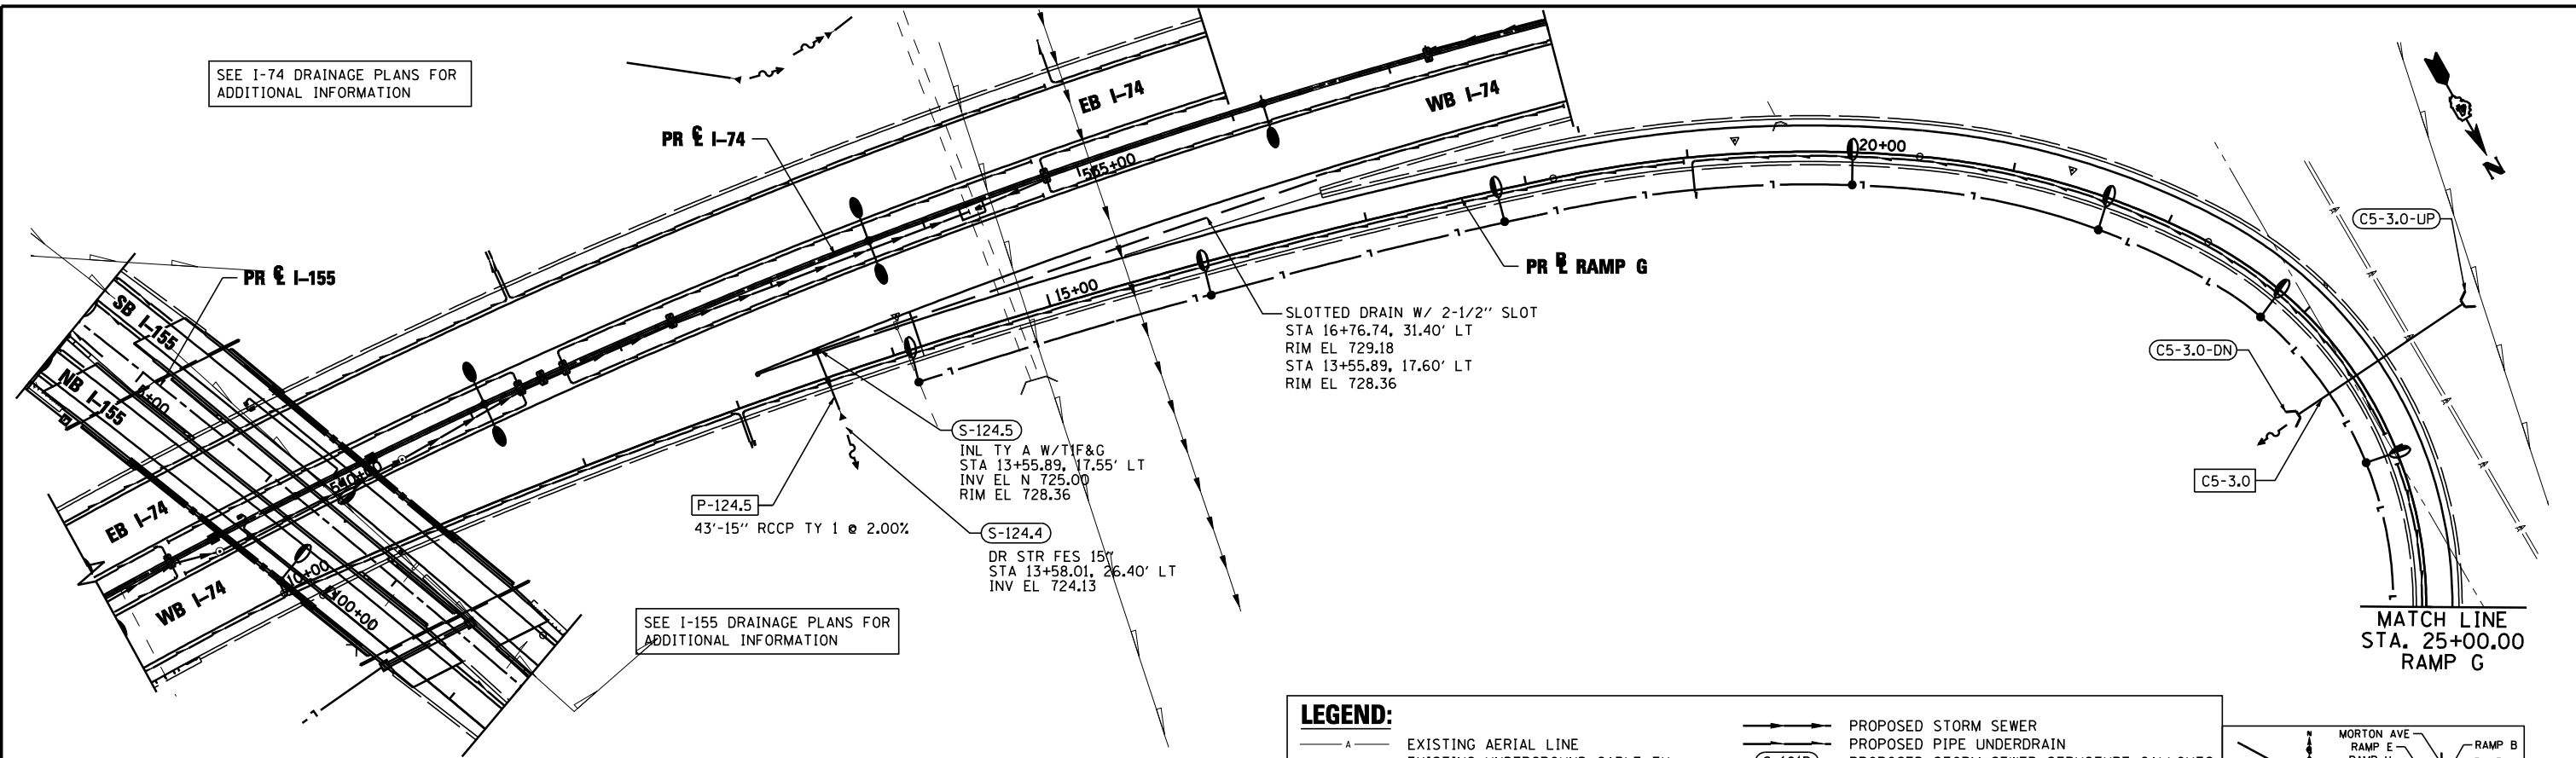 SEE I-74 DRAINAGE PLANS FOR
ADDITIONAL INFORMATION
PR ℄ I-74
EB I-74
WB I-74
555+00
20+00
N
C5-3.0-UP
PR ℄ I-155
SB I-155
NB I-155
15+00
PR BL RAMP G
SLOTTED DRAIN W/ 2-1/2" SLOT
STA 16+76.74, 31.40' LT
RIM EL 729.18
STA 13+55.89, 17.60' LT
RIM EL 728.36
C5-3.0-DN
C5-3.0
S-124.5
INL TY A W/T1F&G
STA 13+55.89, 17.55' LT
INV EL N 725.00
RIM EL 728.36
P-124.5
43'-15" RCCP TY 1 @ 2.00%
S-124.4
DR STR FES 15"
STA 13+58.01, 26.40' LT
INV EL 724.13
EB I-74
WB I-74
10+00
2100+00
SEE I-155 DRAINAGE PLANS FOR
ADDITIONAL INFORMATION
MATCH LINE
STA. 25+00.00
RAMP G
LEGEND:
A EXISTING AERIAL LINE
PROPOSED STORM SEWER
PROPOSED PIPE UNDERDRAIN
MORTON AVE
RAMP E
RAMP B